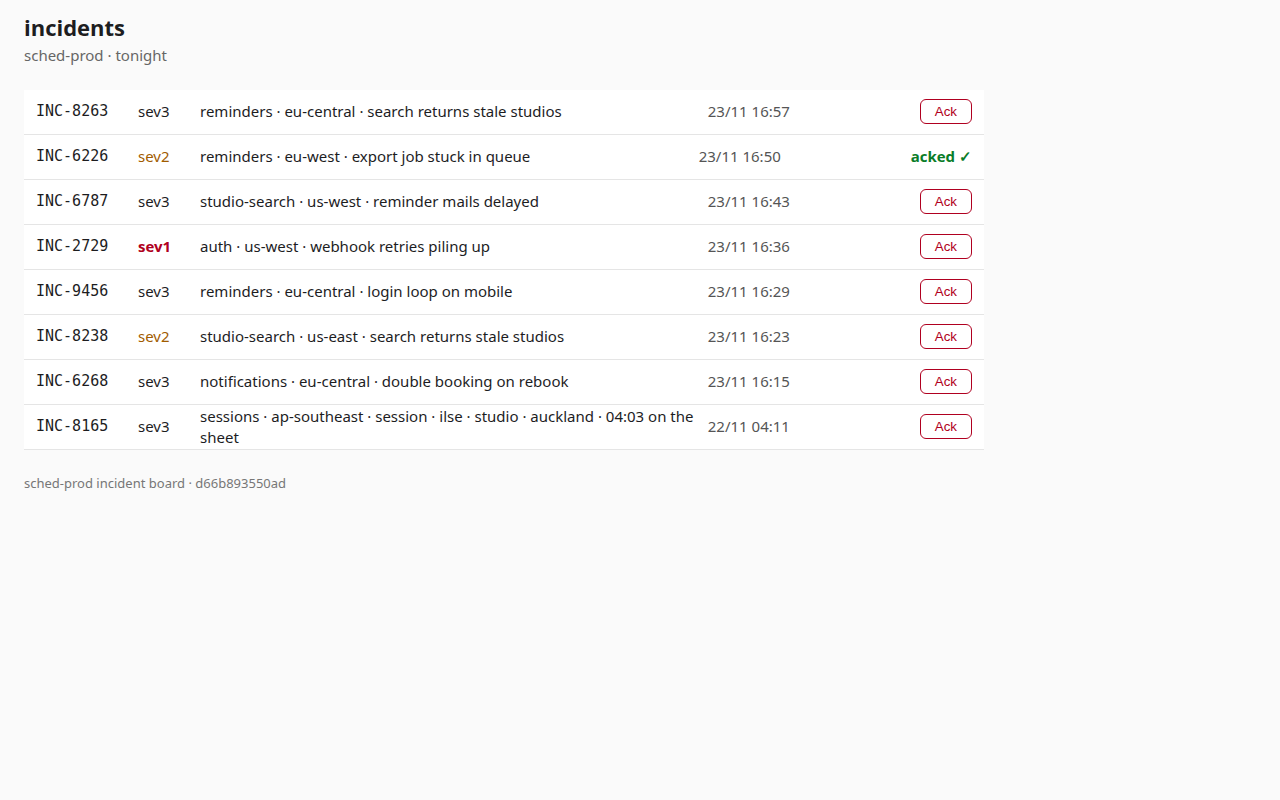 incidents
sched-prod · tonight
INC-8263 sev3 reminders · eu-central · search returns stale studios 23/11 16:57 Ack
INC-6226 sev2 reminders · eu-west · export job stuck in queue 23/11 16:50 acked ✓
INC-6787 sev3 studio-search · us-west · reminder mails delayed 23/11 16:43 Ack
INC-2729 sev1 auth · us-west · webhook retries piling up 23/11 16:36 Ack
INC-9456 sev3 reminders · eu-central · login loop on mobile 23/11 16:29 Ack
INC-8238 sev2 studio-search · us-east · search returns stale studios 23/11 16:23 Ack
INC-6268 sev3 notifications · eu-central · double booking on rebook 23/11 16:15 Ack
INC-8165 sev3 sessions · ap-southeast · session · ilse · studio · auckland · 04:03 on the 22/11 04:11 Ack
sheet
sched-prod incident board · d66b893550ad